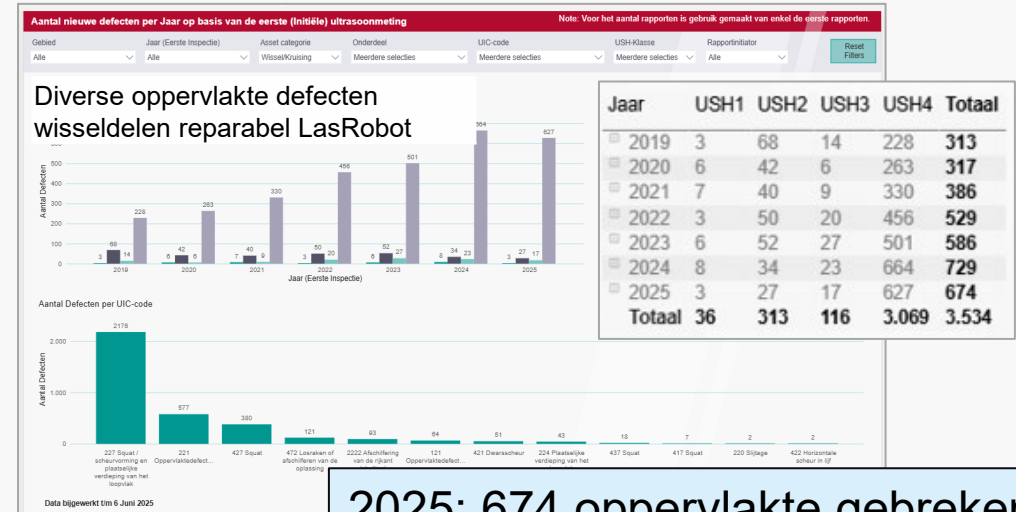 Aantal nieuwe defecten per Jaar op basis van de eerste (Initiële) ultrasoonmeting
Note: Voor het aantal rapporten is gebruik gemaakt van enkel de eerste rapporten.
Gebied Jaar (Eerste Inspectie) Asset categorie Onderdeel UIC-code USH-Klasse Rapportinitiator
Alle Alle Wissel/Kruising Meerdere selecties Meerdere selecties Meerdere selecties Alle
Reset
Filters
Diverse oppervlakte defecten
wisseldelen reparabel LasRobot
Aantal Defecten
500
400
300
200
100
0
3 68 14 228
6 42 6 263
7 40 9 330
3 50 20 456
6 52 27 501
8 34 23 664
3 27 17 627
2019 2020 2021 2022 2023 2024 2025
Jaar (Eerste Inspectie)
Jaar USH1 USH2 USH3 USH4 Totaal
2019 3 68 14 228 313
2020 6 42 6 263 317
2021 7 40 9 330 386
2022 3 50 20 456 529
2023 6 52 27 501 586
2024 8 34 23 664 729
2025 3 27 17 627 674
Totaal 36 313 116 3.069 3.534
Aantal Defecten per UIC-code
Aantal Defecten
2.000
1.000
0
2176 577 380 121 93 64 51 43 18 7 2 2
227 Squat /
scheurvorming en
plaatselijke
verdieping van het
loopvlak
221
Oppervlaktedefect...
427 Squat
472 Losraken of
afschilferen van de
oplassing
2222 Afschilfering
van de rijkant
121
Oppervlaktedefect...
421 Dwarsscheur
224 Plaatselijke
verdieping van het
437 Squat
417 Squat
220 Slijtage
422 Horizontale
scheur in lijf
Data bijgewerkt t/m 6 Juni 2025
2025: 674 oppervlakte gebreken